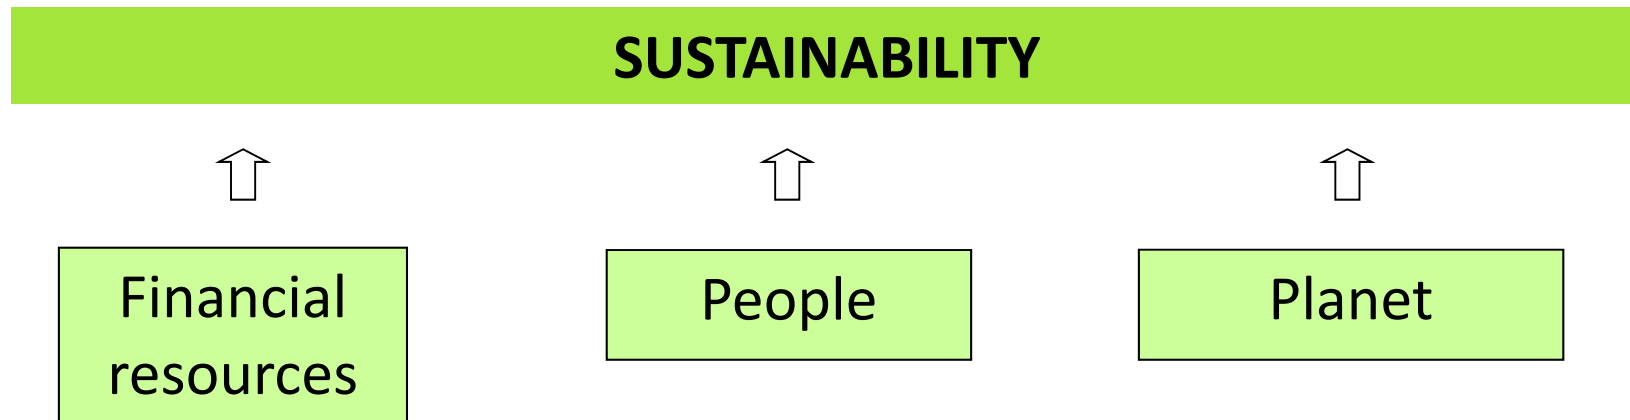 SUSTAINABILITY
Financial
resources
People
Planet